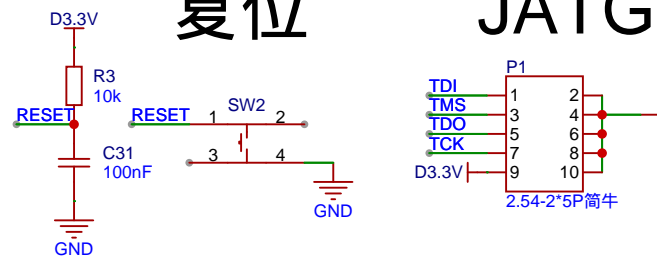 复位
JATG
D3.3V
R3
10k
RESET
C31
100nF
GND
RESET
SW2
1
2
3
4
GND
P1
TDI
1
2
TMS
3
4
TDO
5
6
TCK
7
8
D3.3V
9
10
2.54-2*5P简牛